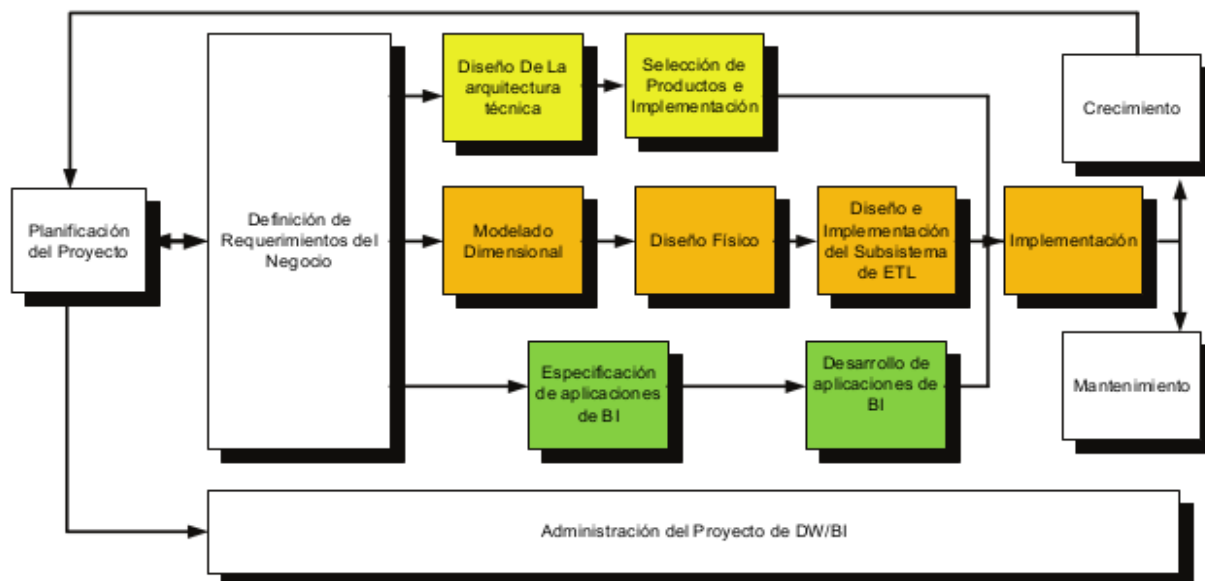 Diseño De La
arquitectura
técnica
Selección de
Productos e
Implementación
Crecimiento
Planificación
del Proyecto
Definición de
Requerimientos del
Negocio
Modelado
Dimensional
Diseño Físico
Diseño e
Implementación
del Subsistema
de ETL
Implementación
Especificación
de aplicaciones
de BI
Desarrollo de
aplicaciones de
BI
Mantenimiento
Administración del Proyecto de DW/BI